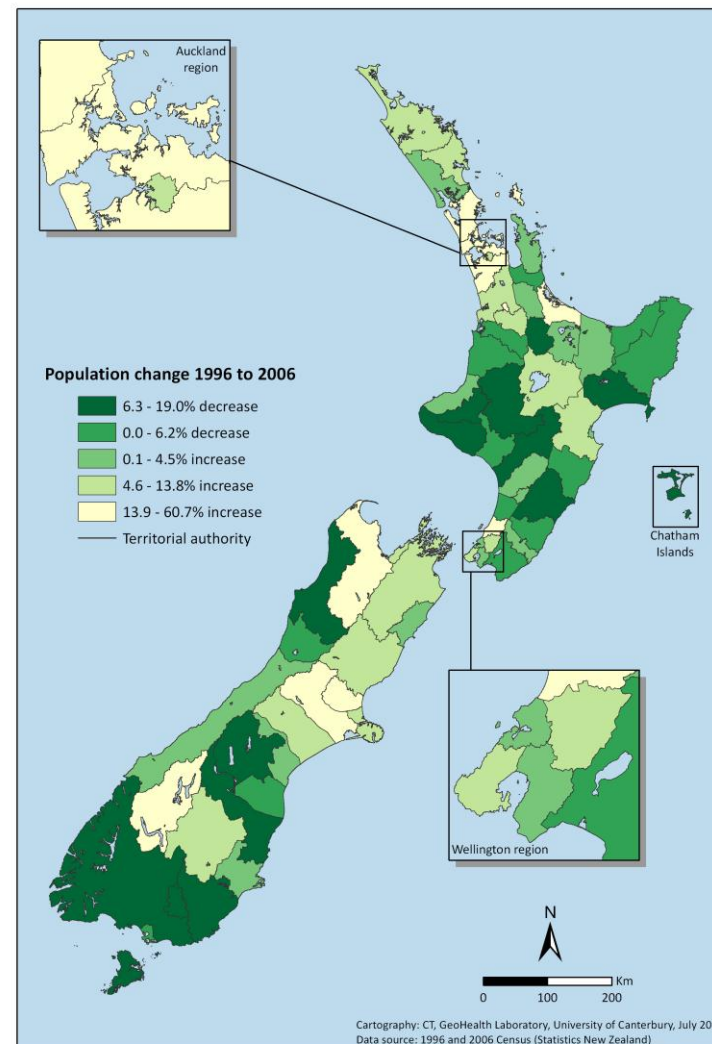 Auckland
region
Population change 1996 to 2006
6.3 - 19.0% decrease
0.0 - 6.2% decrease
0.1 - 4.5% increase
4.6 - 13.8% increase
13.9 - 60.7% increase
Territorial authority
Chatham
Islands
Wellington region
N
Km
0 100 200
Cartography: CT, GeoHealth Laboratory, University of Canterbury, July 20
Data source: 1996 and 2006 Census (Statistics New Zealand)